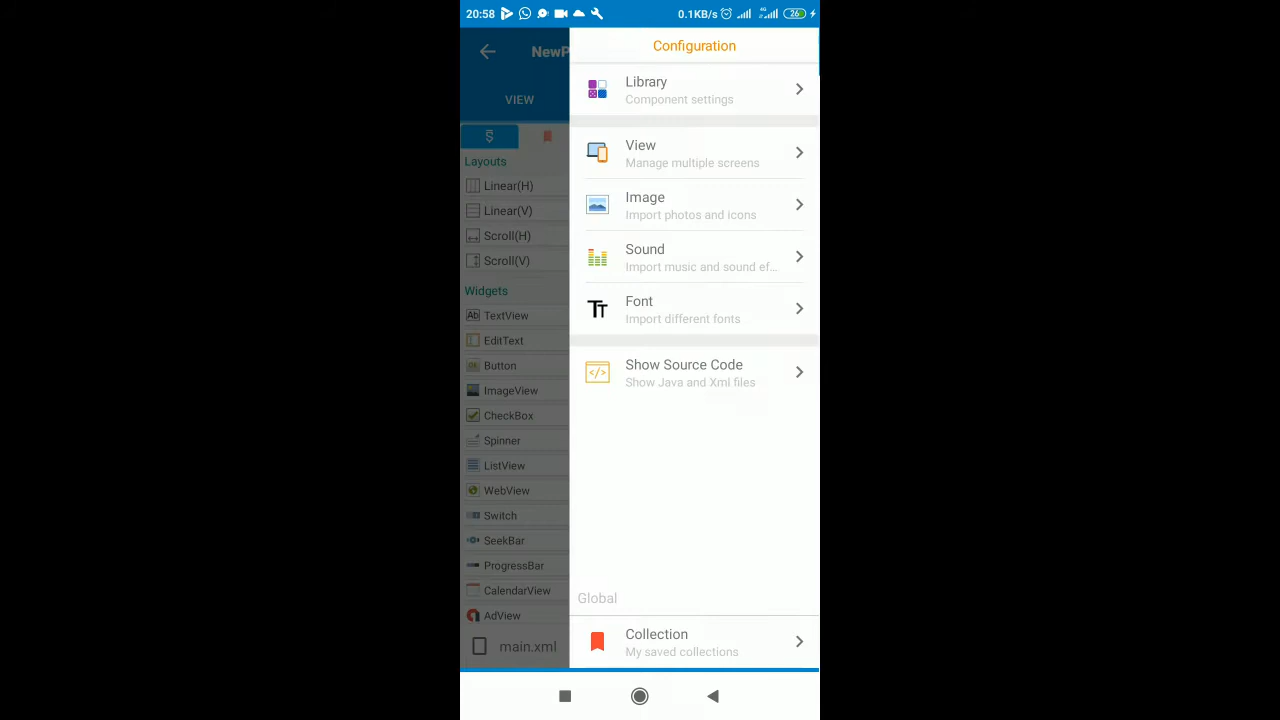 20:58
0.1KB/s
4G
26
NewP
VIEW
Layouts
Linear(H)
Linear(V)
Scroll(H)
Scroll(V)
Widgets
Ab TextView
EditText
OK Button
ImageView
CheckBox
Spinner
ListView
WebView
Switch
SeekBar
ProgressBar
CalendarView
AdView
main.xml
Configuration
Library
Component settings
View
Manage multiple screens
Image
Import photos and icons
Sound
Import music and sound ef...
Font
Import different fonts
Show Source Code
Show Java and Xml files
Global
Collection
My saved collections